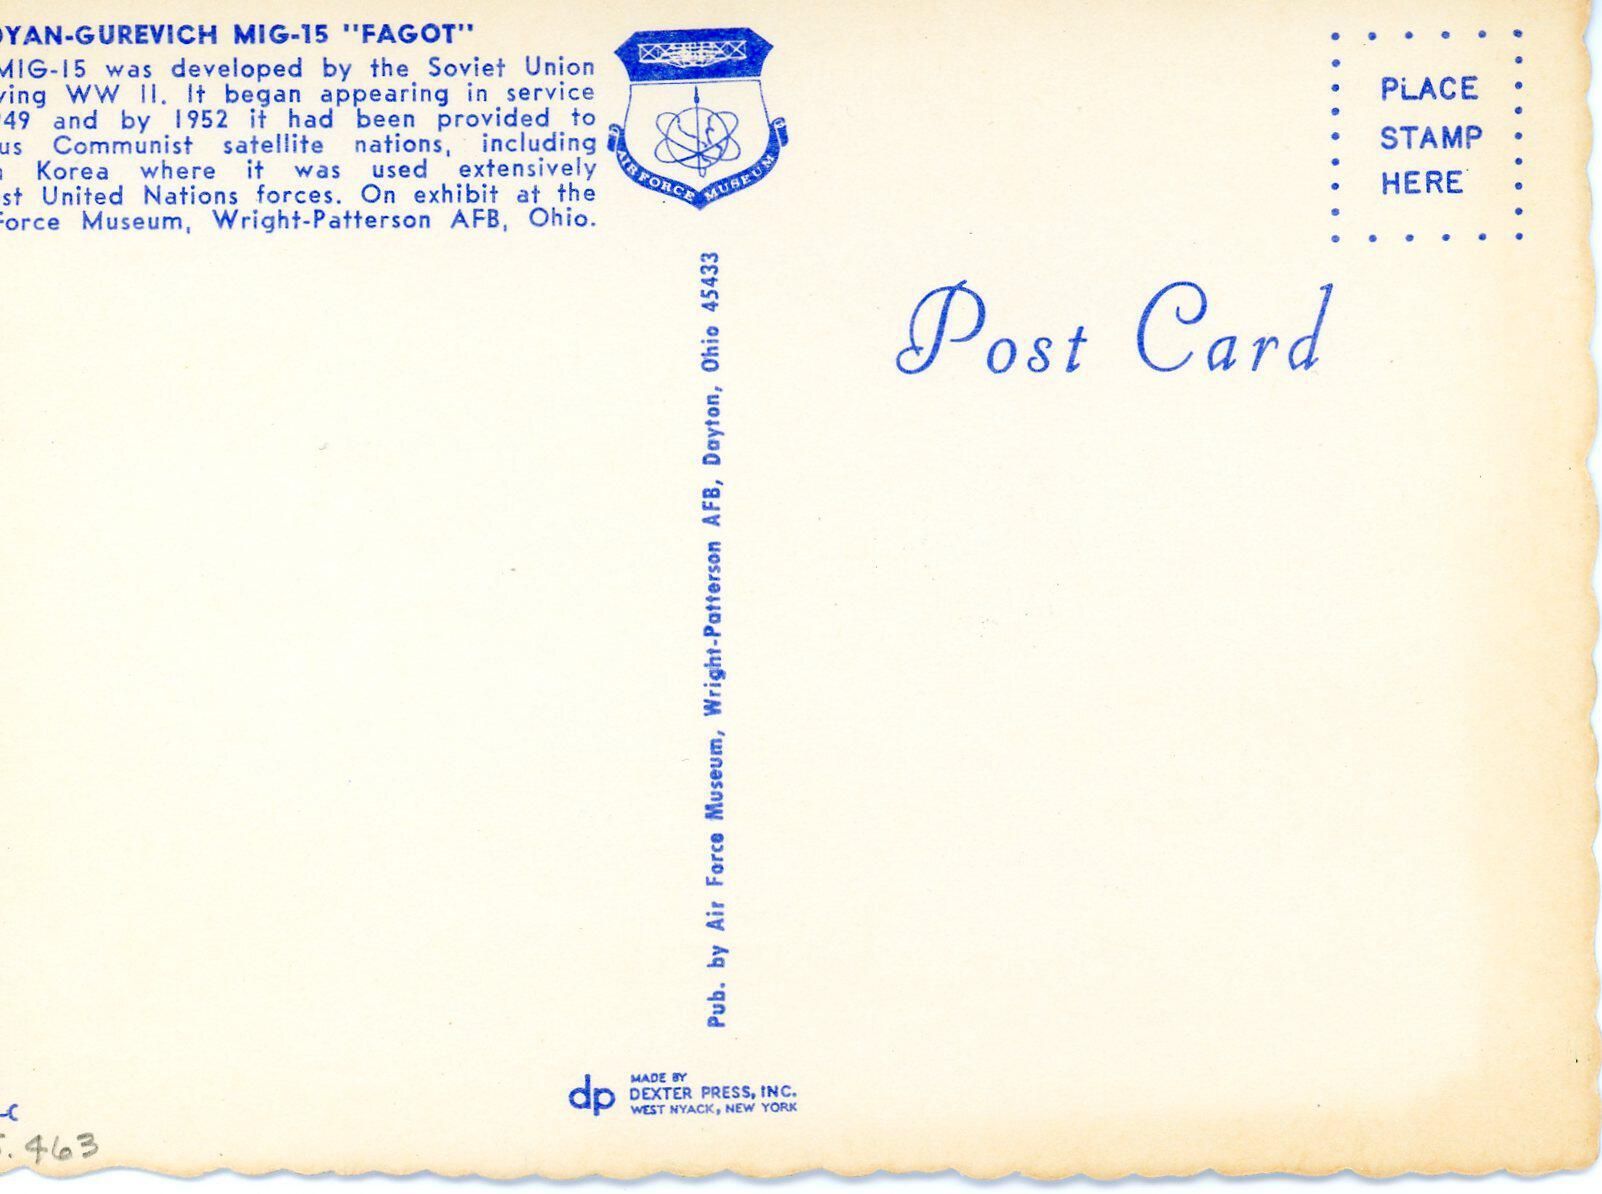 OYAN-GUREVICH MIG-15 "FAGOT"
MIG-15 was developed by the Soviet Union
ving WW II. It began appearing in service
49 and by 1952 it had been provided to
us Communist satellite nations, including
Korea where it was used extensively
st United Nations forces. On exhibit at the
Force Museum, Wright-Patterson AFB, Ohio.
AIR FORCE MUSEUM
PLACE
STAMP
HERE
Post Card
Pub. by Air Force Museum, Wright-Patterson AFB, Dayton, Ohio 45433
dp
MADE BY
DEXTER PRESS, INC.
WEST NYACK, NEW YORK
-C
5. 463